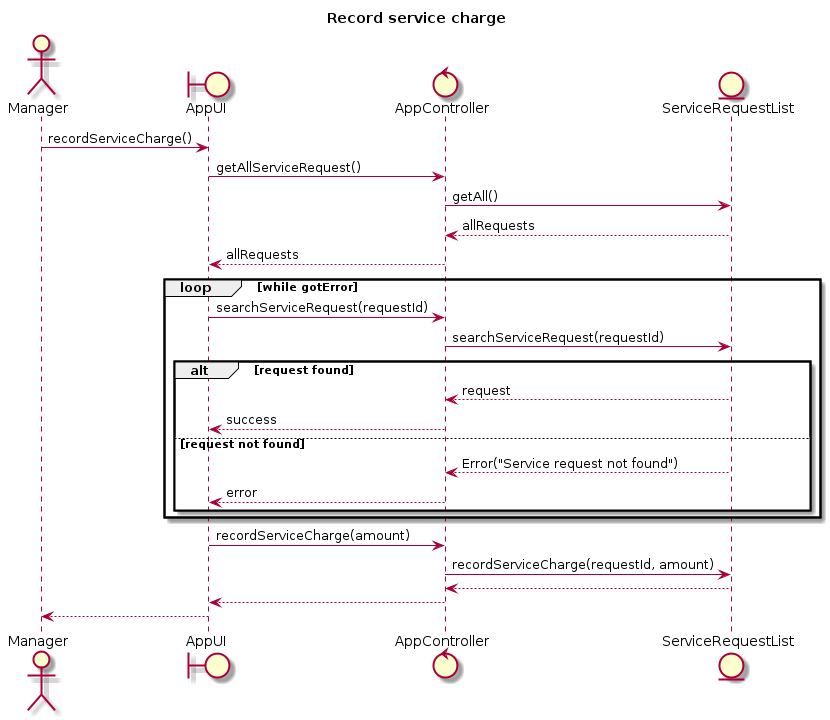 Record service charge
Manager
AppUI
AppController
ServiceRequestList
recordServiceCharge()
getAllServiceRequest()
getAll()
allRequests
allRequests
loop [while gotError]
searchServiceRequest(requestId)
searchServiceRequest(requestId)
alt [request found]
request
success
[request not found]
Error("Service request not found")
error
recordServiceCharge(amount)
recordServiceCharge(requestId, amount)
Manager
AppUI
AppController
ServiceRequestList